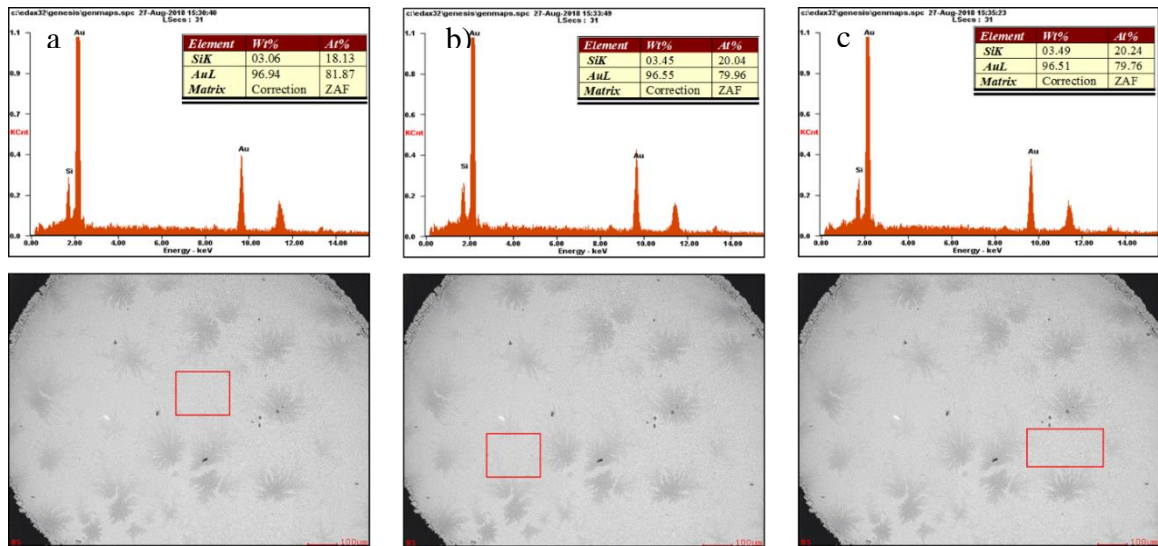 c:\edax32\genesis\genmaps.spc 27-Aug-2018 15:30:40
LSecs : 31
a
Au
Element Wt% At%
SiK 03.06 18.13
AuL 96.94 81.87
Matrix Correction ZAF
1.1
0.9
KCnt
0.4
0.2
0.0
Si
Au
0.00 2.00 4.00 6.00 8.00 10.00 12.00 14.00
Energy - keV
c:\edax32\genesis\genmaps.spc 27-Aug-2018 15:33:49
LSecs : 31
b)
Au
Element Wt% At%
SiK 03.45 20.04
AuL 96.55 79.96
Matrix Correction ZAF
1.1
0.9
KCnt
0.4
0.2
0.0
Si
Au
0.00 2.00 4.00 6.00 8.00 10.00 12.00 14.00
Energy - keV
c:\edax32\genesis\genmaps.spc 27-Aug-2018 15:35:23
LSecs : 31
c
Au
Element Wt% At%
SiK 03.49 20.24
AuL 96.51 79.76
Matrix Correction ZAF
1.1
0.9
KCnt
0.4
0.2
0.0
Si
Au
0.00 2.00 4.00 6.00 8.00 10.00 12.00 14.00
Energy - keV
BS 100um
BS 100um
BS 100um